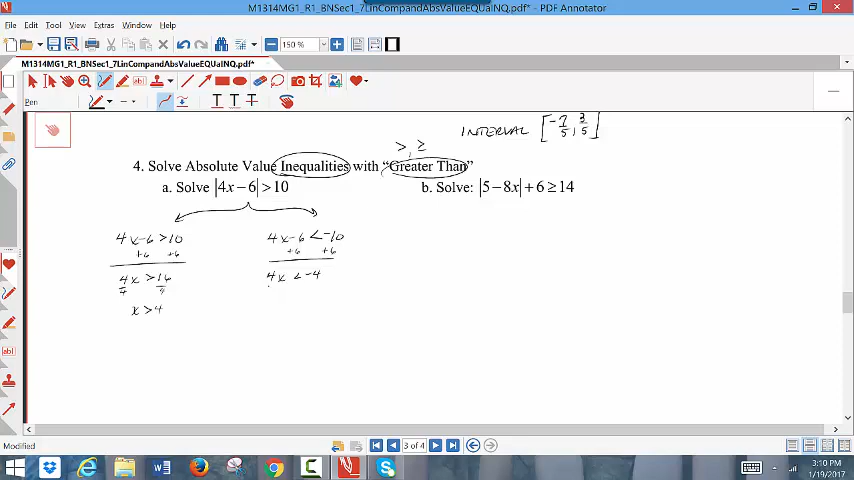 M1314MG1_R1_BNSec1_7LinCompandAbsValueEQUaINQ.pdf* - PDF Annotator
File Edit Tool View Document Extras Window Help
150 %
M1314MG1_R1_BNSec1_7LinCompandAbsValueEQUaINQ.pdf*
Pen
INTERVAL [-7/5, 3/5]
>, ≥
4. Solve Absolute Value Inequalities with “Greater Than”
a. Solve |4x−6|>10
b. Solve: |5−8x|+6≥14
4x-6 >10
4x-6 <-10
+6 +6
+6 +6
4x >16
4x < -4
4 4
x >4
Modified
3 of 4
3:10 PM
1/19/2017